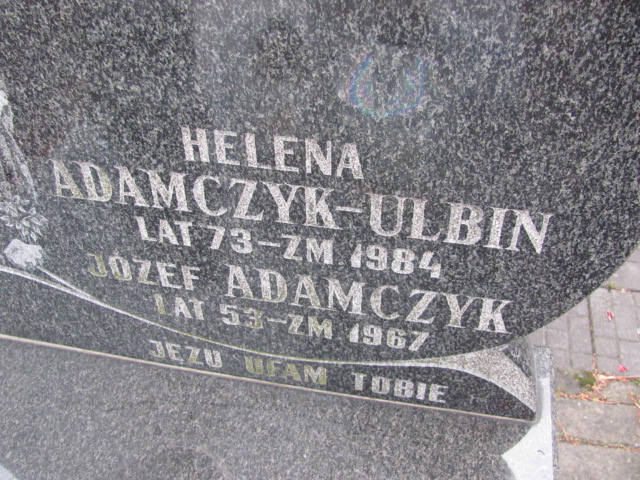 HELENA
ADAMCZYK-ULBIN
LAT 73-ZM 1984
JÓZEF ADAMCZYK
LAT 53-ZM 1967
JEZU UFAM TOBIE